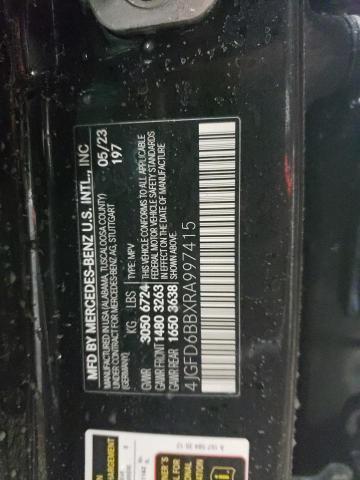 MFD BY MERCEDES-BENZ U.S. INTL., INC
MADE IN USA (ALABAMA, TUSCALOOSA COUNTY) 05/23
UNDER CONTRACT FOR MERCEDES-BENZ AG, STUTTGART 197
(GERMANY)
KG LBS TYPE: MPV
GVWR 3050 6724 THIS VEHICLE CONFORMS TO ALL APPLICABLE
GAWR FRONT 1480 3263 FEDERAL MOTOR VEHICLE SAFETY STANDARDS
GAWR REAR 1650 3638 IN EFFECT ON THE DATE OF MANUFACTURE
SHOWN ABOVE.
4JGFD6BBXRA997415